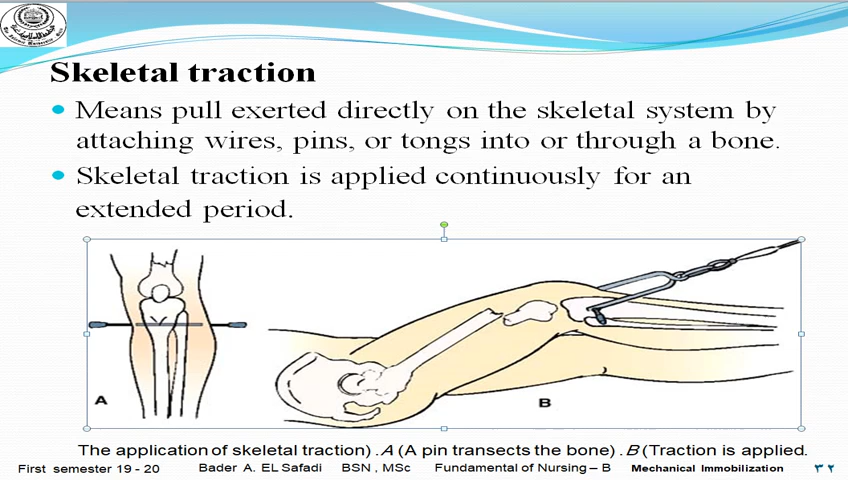 Skeletal traction
Means pull exerted directly on the skeletal system by
attaching wires, pins, or tongs into or through a bone.
Skeletal traction is applied continuously for an
extended period.
A
B
The application of skeletal traction) .A (A pin transects the bone) .B (Traction is applied.
First semester 19 - 20 Bader A. EL Safadi BSN , MSc Fundamental of Nursing – B Mechanical Immobilization ٣٢